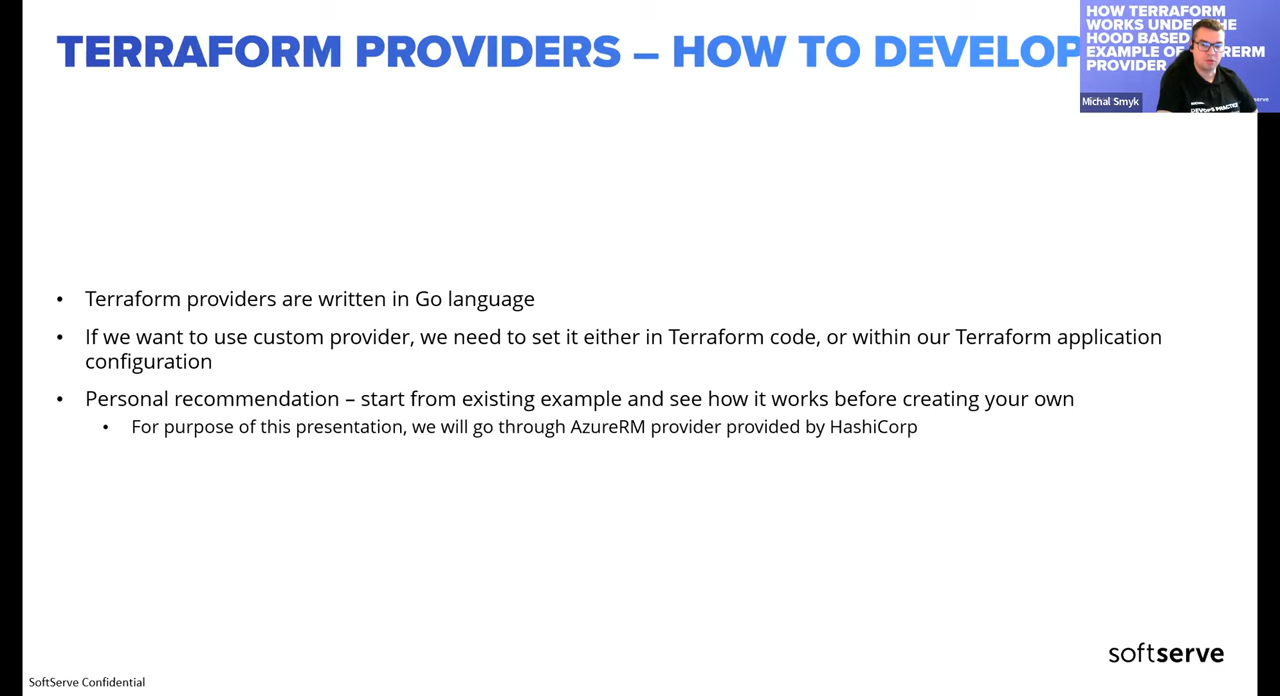 TERRAFORM PROVIDERS – HOW TO DEVELOP
HOW TERRAFORM
WORKS UNDER THE
HOOD BASED
EXAMPLE OF
PROVIDER
Michal Smyk
DEVOPS PRACTICE
• Terraform providers are written in Go language
• If we want to use custom provider, we need to set it either in Terraform code, or within our Terraform application
configuration
• Personal recommendation – start from existing example and see how it works before creating your own
• For purpose of this presentation, we will go through AzureRM provider provided by HashiCorp
softserve
SoftServe Confidential